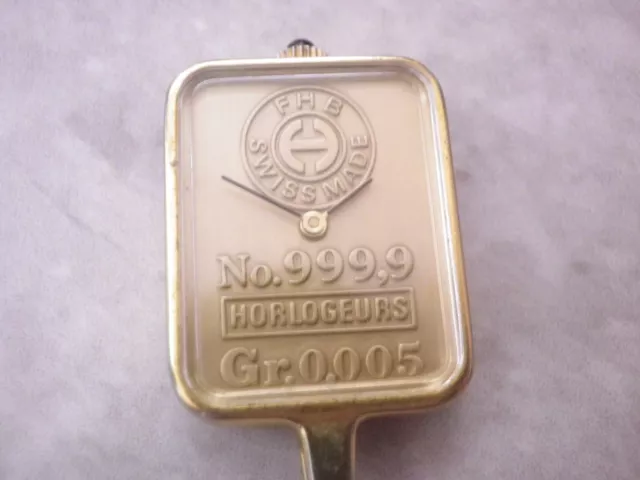 FHB
SWISS MADE
No.999,9
HORLOGEURS
Gr.0.005